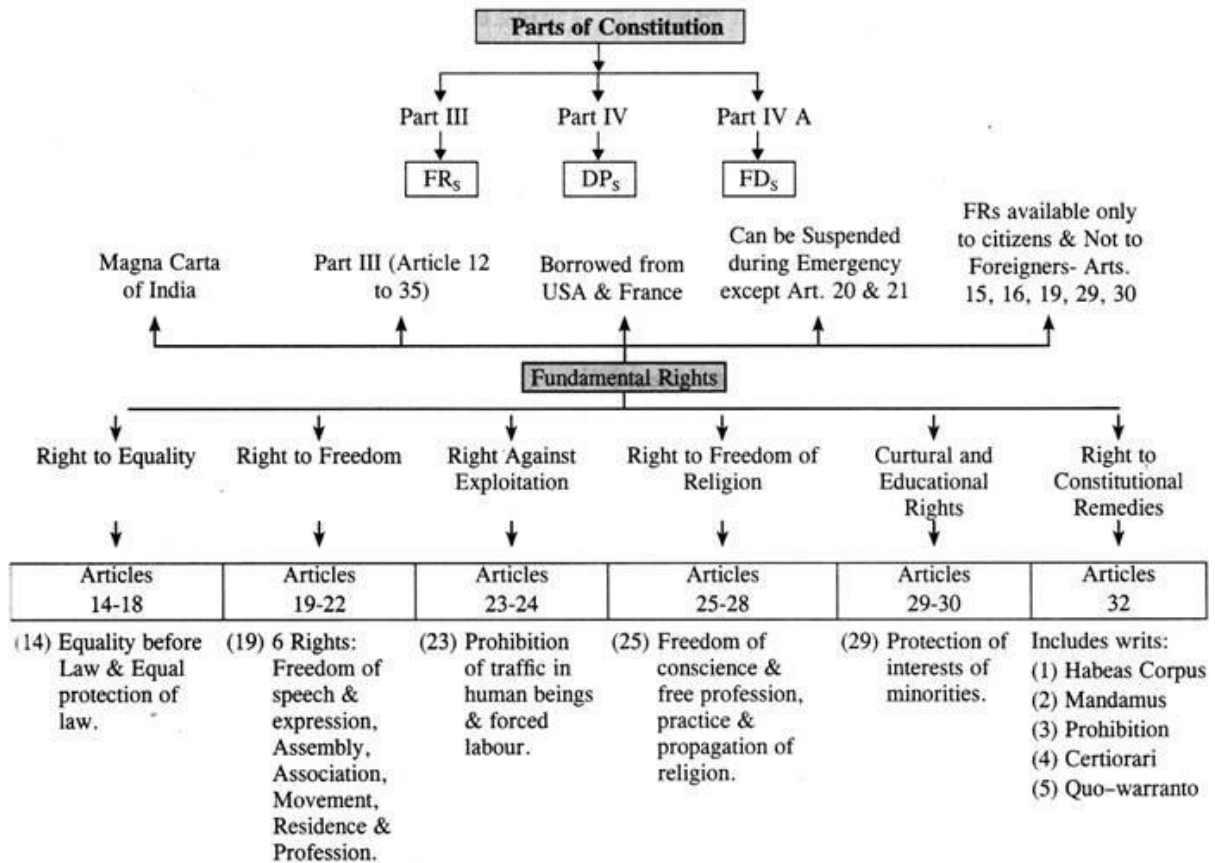 Parts of Constitution
Part III
Part IV
Part IV A
FRS
DPS
FDS
Magna Carta
of India
Part III (Article 12
to 35)
Borrowed from
USA & France
Can be Suspended
during Emergency
except Art. 20 & 21
FRs available only
to citizens & Not to
Foreigners- Arts.
15, 16, 19, 29, 30
Fundamental Rights
Right to Equality
Right to Freedom
Right Against
Exploitation
Right to Freedom of
Religion
Curtural and
Educational
Rights
Right to
Constitutional
Remedies
Articles
14-18
Articles
19-22
Articles
23-24
Articles
25-28
Articles
29-30
Articles
32
(14) Equality before
Law & Equal
protection of
law.
(19) 6 Rights:
Freedom of
speech &
expression,
Assembly,
Association,
Movement,
Residence &
Profession.
(23) Prohibition
of traffic in
human beings
& forced
labour.
(25) Freedom of
conscience &
free profession,
practice &
propagation of
religion.
(29) Protection of
interests of
minorities.
Includes writs:
(1) Habeas Corpus
(2) Mandamus
(3) Prohibition
(4) Certiorari
(5) Quo–warranto